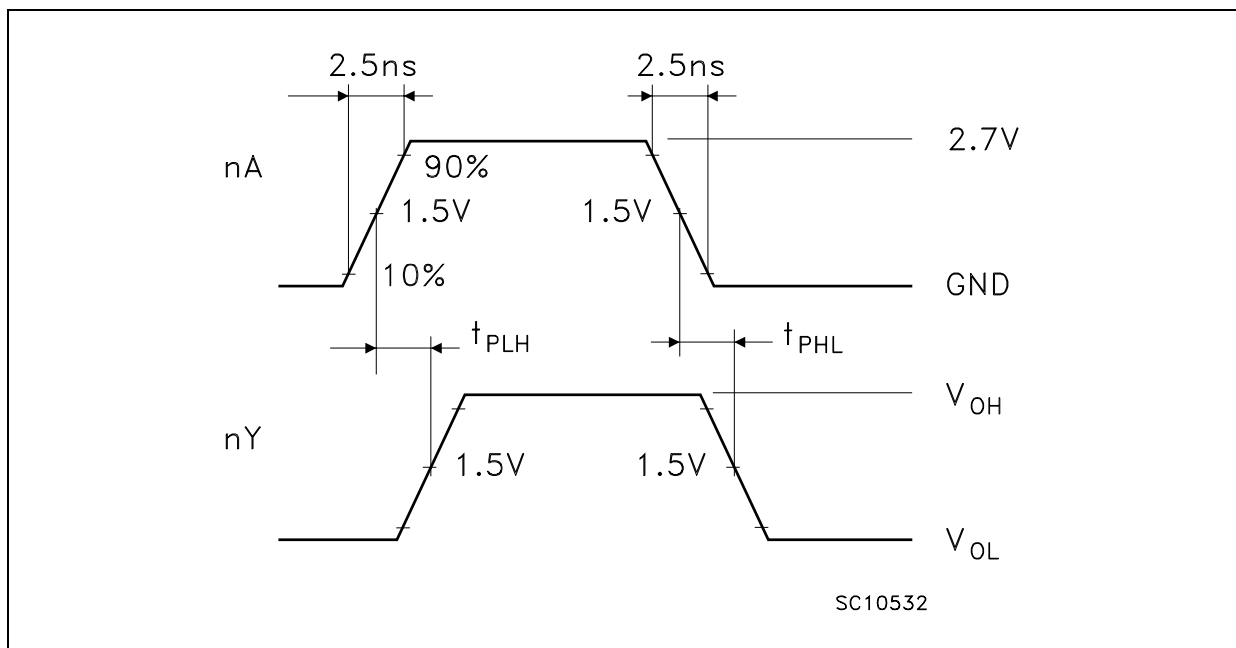 2.5ns 2.5ns
2.7V
nA
90%
1.5V 1.5V
10%
GND
tPLH tPHL
VOH
nY
1.5V 1.5V
VOL
SC10532